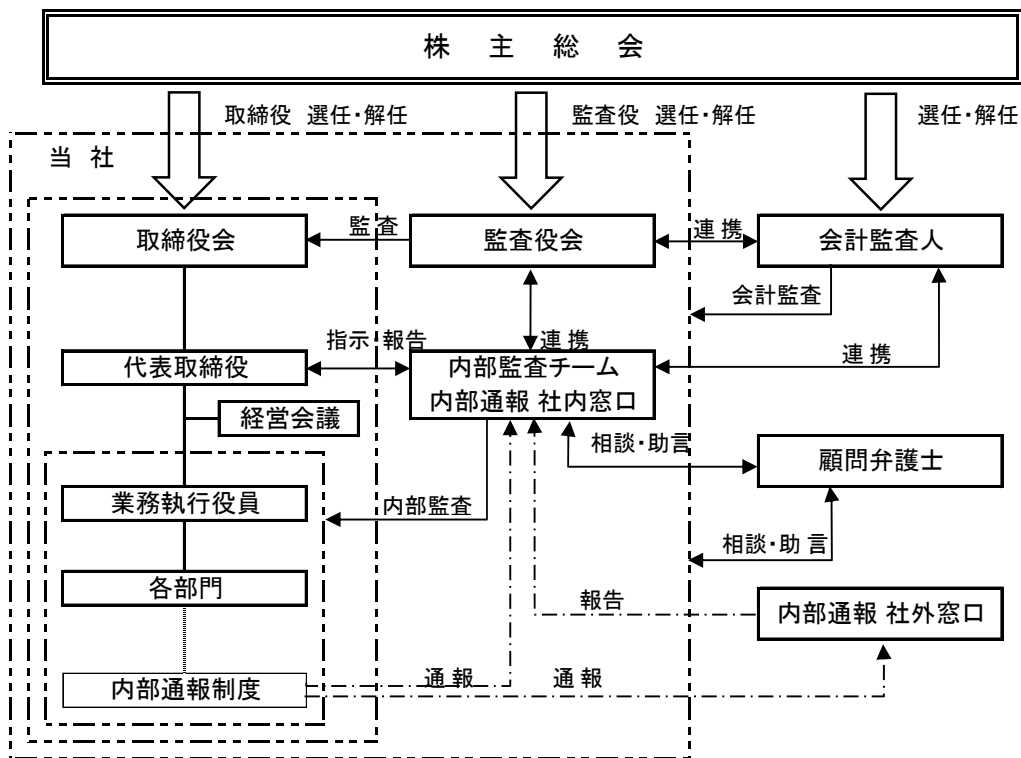 株 主 総 会
取締役 選任・解任
監査役 選任・解任
選任・解任
当 社
取締役会
監 査
監査役会
連 携
会計監査人
会計監査
指示・報告
連 携
連 携
代表取締役
内部監査チーム
内部通報 社内窓口
経営会議
相談・助言
顧問弁護士
業務執行役員
内部監査
相談・助 言
各部門
報告
内部通報 社外窓口
内部通報制度
通 報
通 報